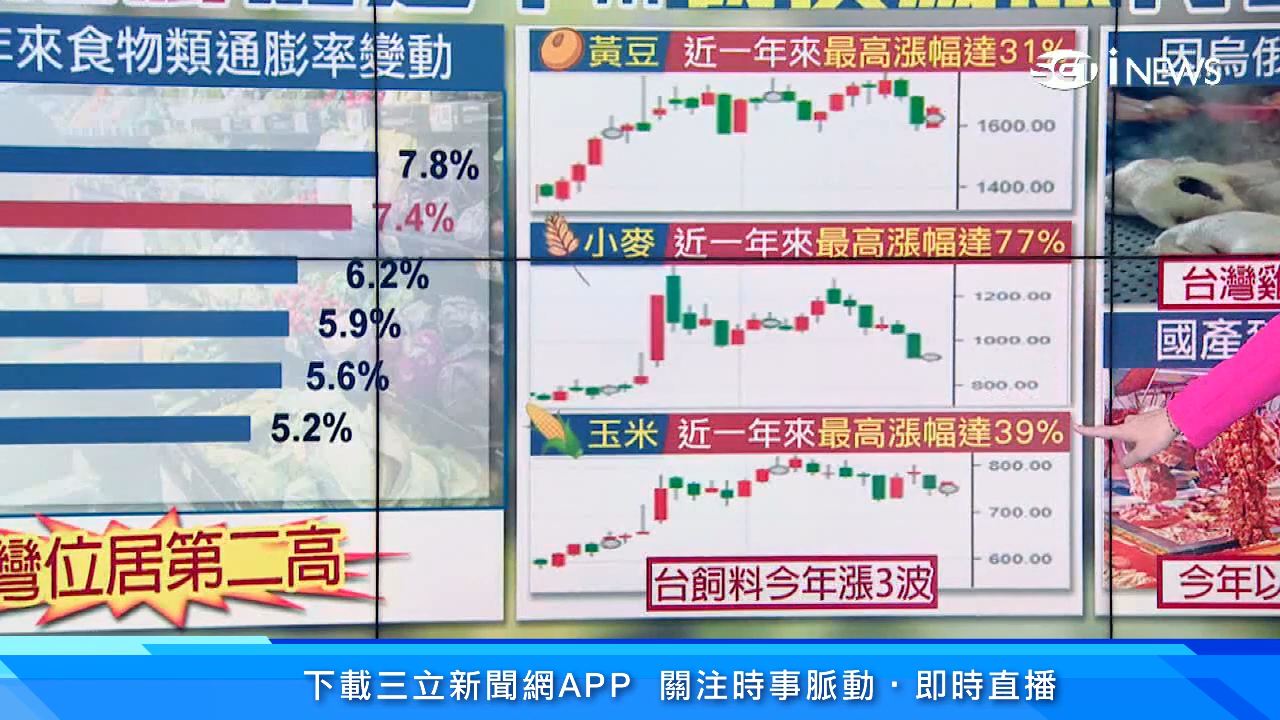 年來食物類通膨率變動
7.8%
7.4%
6.2%
5.9%
5.6%
5.2%
灣位居第二高
黃豆 近一年來最高漲幅達31%
1600.00
1400.00
小麥 近一年來最高漲幅達77%
1200.00
1000.00
800.00
玉米 近一年來最高漲幅達39%
800.00
700.00
600.00
台飼料今年漲3波
SETN iNEWS
因烏俄
台灣雞
國產
今年以
下載三立新聞網APP 關注時事脈動・即時直播